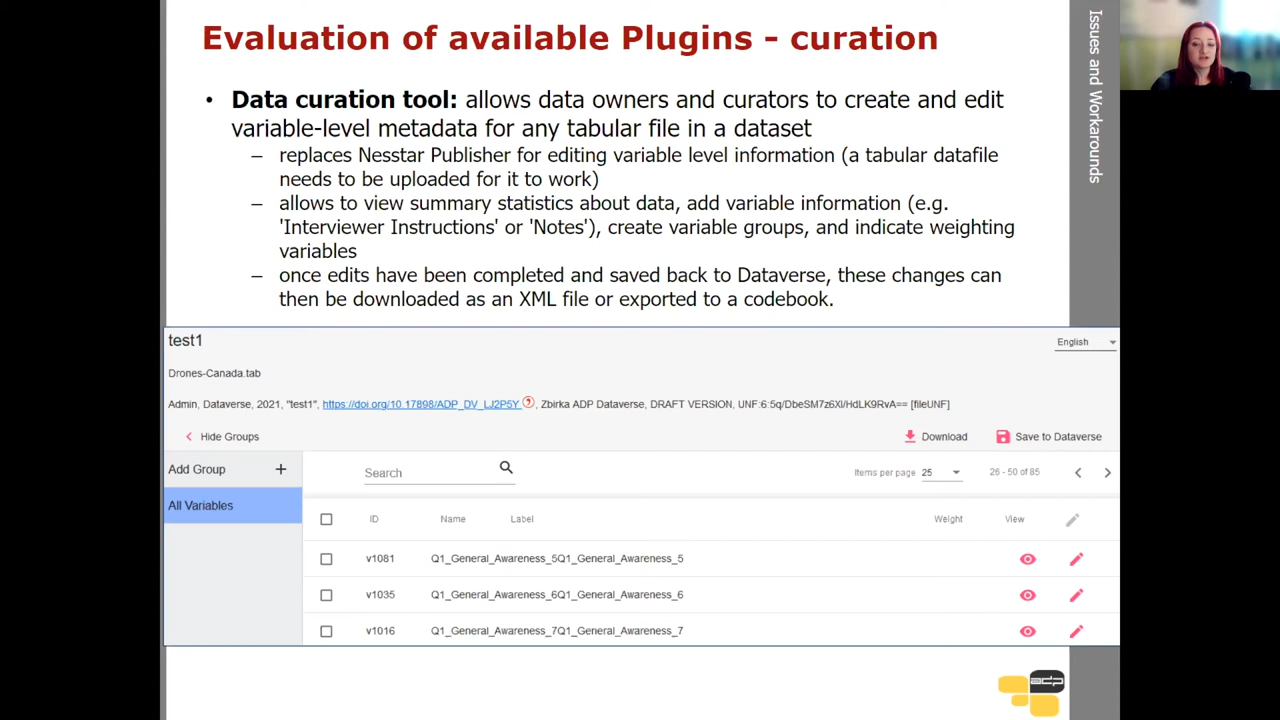 Evaluation of available Plugins - curation
Issues and Workarounds
• Data curation tool: allows data owners and curators to create and edit
variable-level metadata for any tabular file in a dataset
– replaces Nesstar Publisher for editing variable level information (a tabular datafile
needs to be uploaded for it to work)
– allows to view summary statistics about data, add variable information (e.g.
'Interviewer Instructions' or 'Notes'), create variable groups, and indicate weighting
variables
– once edits have been completed and saved back to Dataverse, these changes can
then be downloaded as an XML file or exported to a codebook.
test1
English
Drones-Canada.tab
Admin, Dataverse, 2021, "test1", https://doi.org/10.17898/ADP_DV_LJ2P5Y, Zbirka ADP Dataverse, DRAFT VERSION, UNF:6:5q/DbeSM7z6XI/HdLK9RvA== [fileUNF]
Hide Groups
Download Save to Dataverse
Add Group +
Search
Items per page 25 26 - 50 of 85
All Variables
ID Name Label Weight View
v1081 Q1_General_Awareness_5Q1_General_Awareness_5
v1035 Q1_General_Awareness_6Q1_General_Awareness_6
v1016 Q1_General_Awareness_7Q1_General_Awareness_7
adp